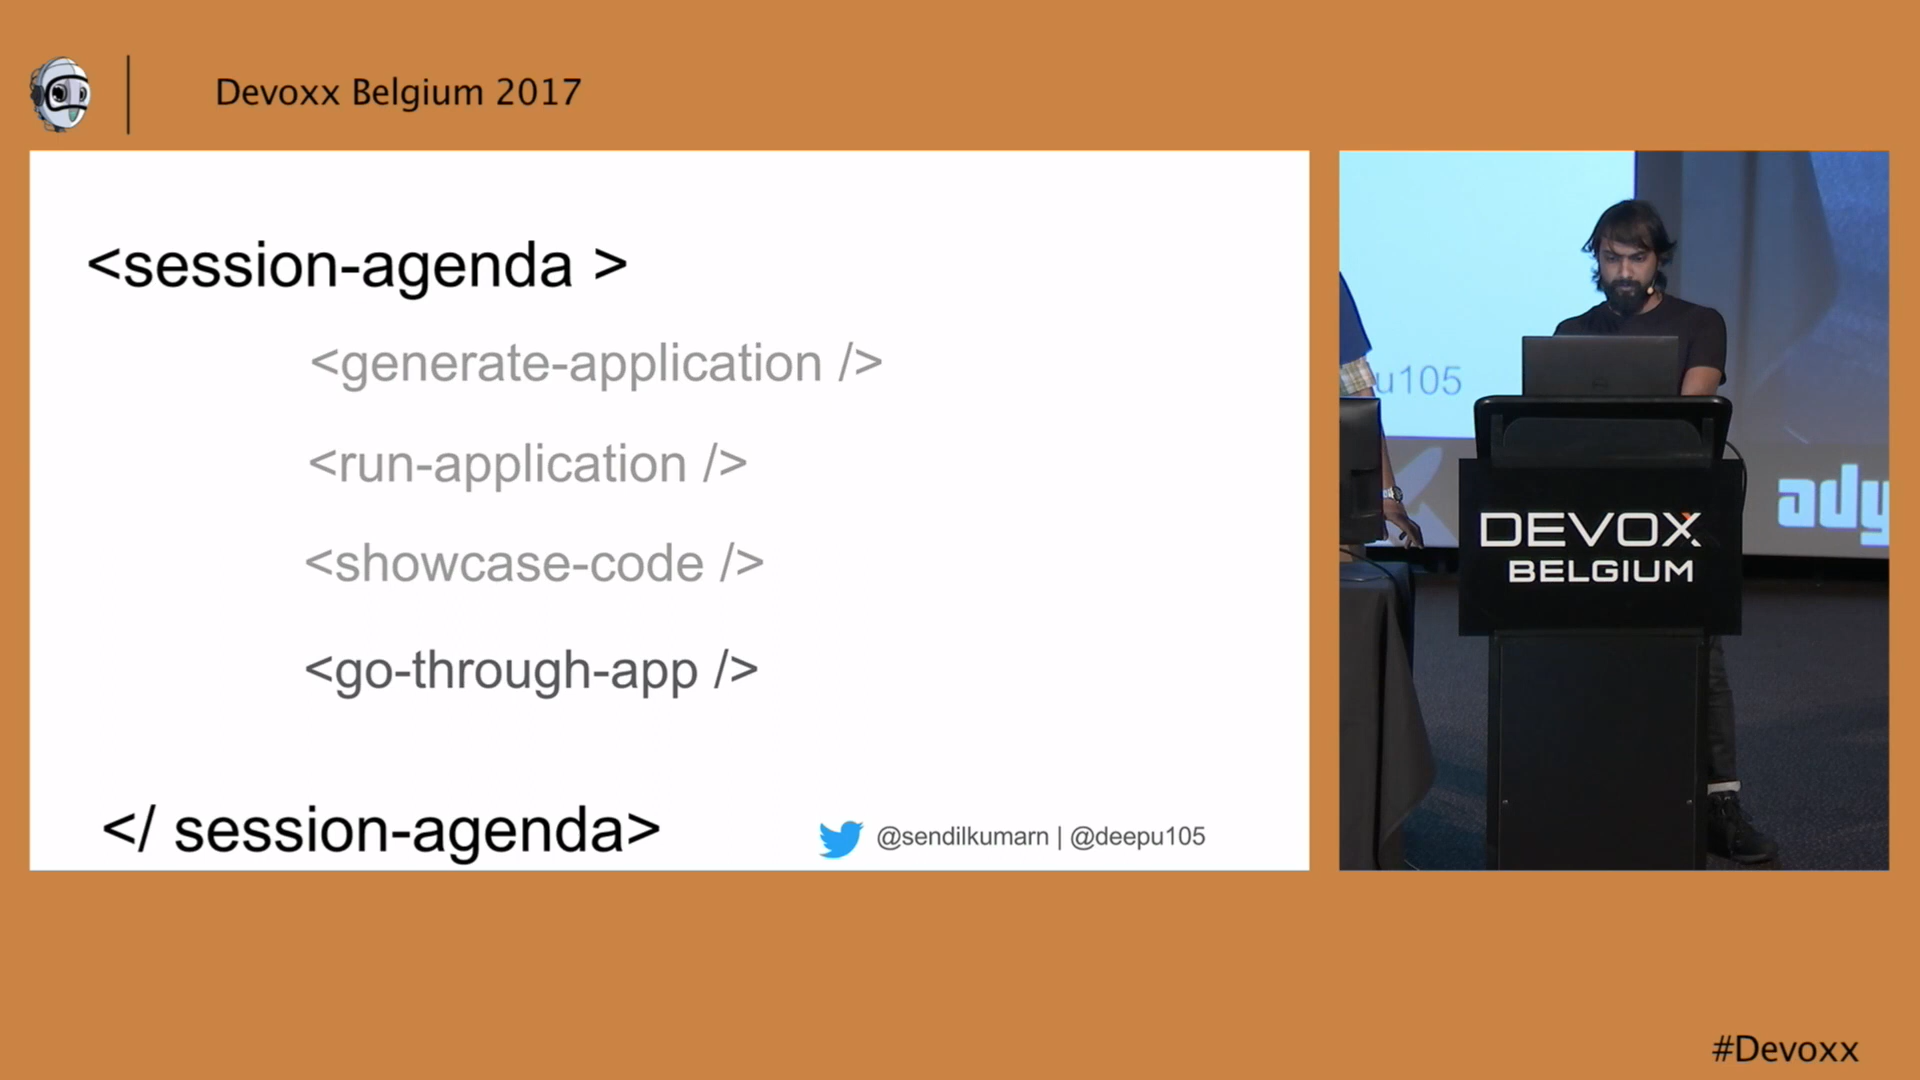 Devoxx Belgium 2017
<session-agenda >
<generate-application />
<run-application />
<showcase-code />
<go-through-app />
</ session-agenda>
@sendilkumarn | @deepu105
u105
ady
DEVOXX
BELGIUM
#Devoxx